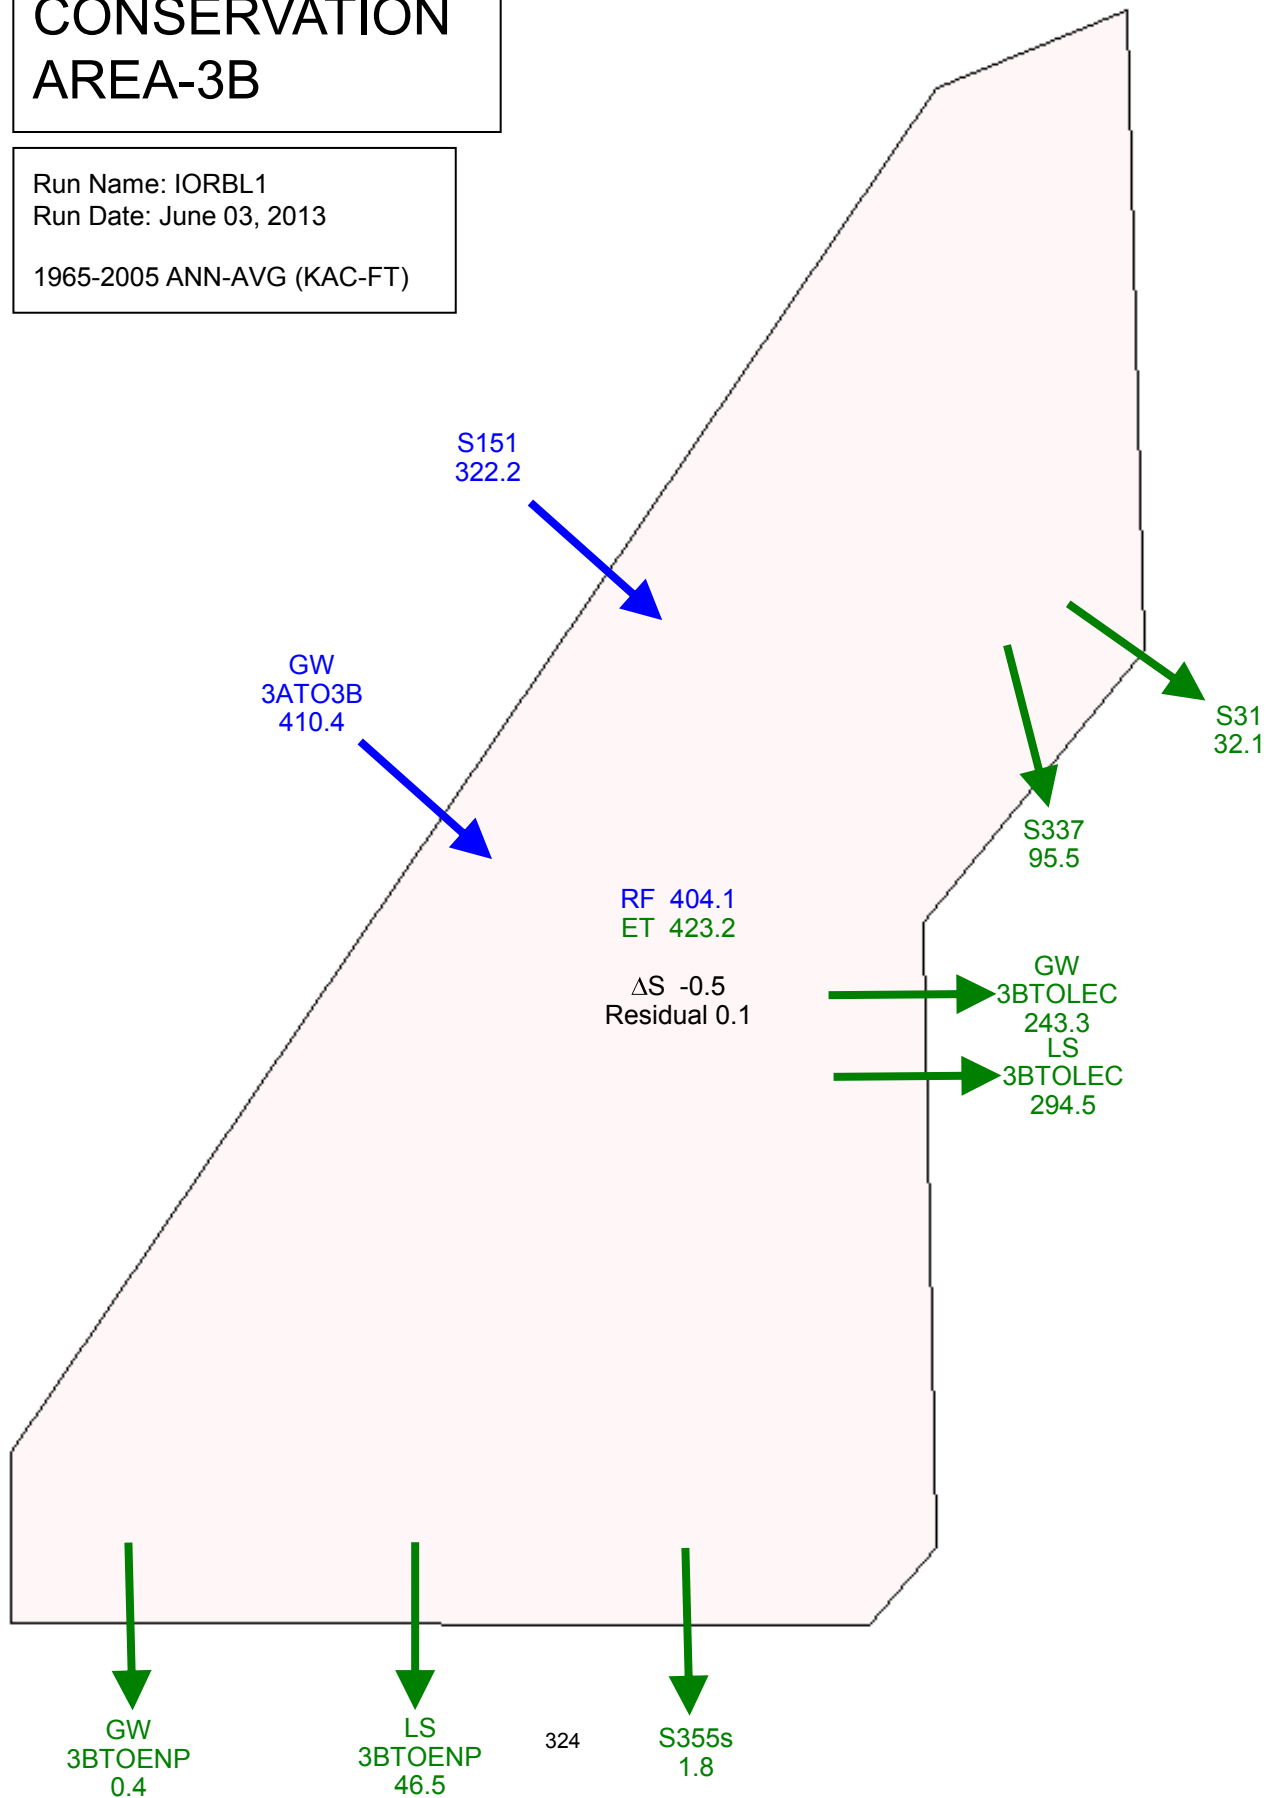 CONSERVATION
AREA-3B
Run Name: IORBL1
Run Date: June 03, 2013
1965-2005 ANN-AVG (KAC-FT)
S151
322.2
GW
3ATO3B
410.4
S31
32.1
S337
95.5
RF 404.1
ET 423.2
ΔS -0.5
Residual 0.1
GW
3BTOLEC
243.3
LS
3BTOLEC
294.5
GW
3BTOENP
0.4
LS
3BTOENP
46.5
324
S355s
1.8